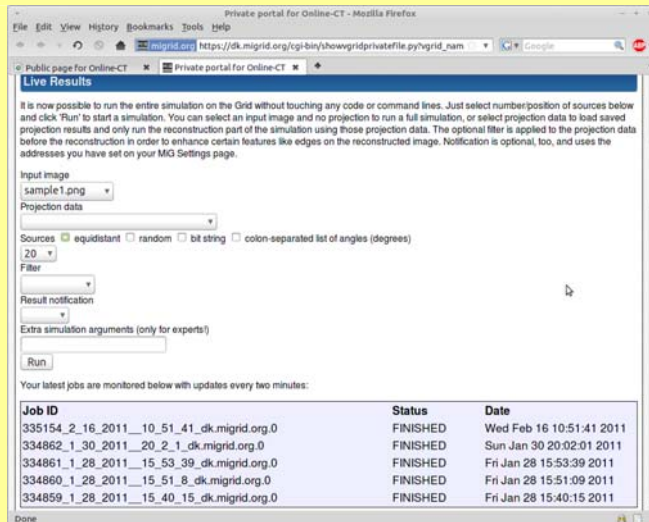 Private portal for Online-CT - Mozilla Firefox
File Edit View History Bookmarks Tools Help
migrid.org https://dk.migrid.org/cgi-bin/showvgridprivatefile.py?vgrid_nam
Google
ABP
Public page for Online-CT
Private portal for Online-CT
Live Results
It is now possible to run the entire simulation on the Grid without touching any code or command lines. Just select number/position of sources below
and click 'Run' to start a simulation. You can select an input image and no projection to run a full simulation, or select projection data to load saved
projection results and only run the reconstruction part of the simulation using those projection data. The optional filter is applied to the projection data
before the reconstruction in order to enhance certain features like edges on the reconstructed image. Notification is optional, too, and uses the
addresses you have set on your MiG Settings page.
Input image
sample1.png
Projection data
Sources equidistant random bit string colon-separated list of angles (degrees)
20
Filter
Result notification
Extra simulation arguments (only for experts!)
Run
Your latest jobs are monitored below with updates every two minutes:
Job ID Status Date
335154_2_16_2011__10_51_41_dk.migrid.org.0 FINISHED Wed Feb 16 10:51:41 2011
334862_1_30_2011__20_2_1_dk.migrid.org.0 FINISHED Sun Jan 30 20:02:01 2011
334861_1_28_2011__15_53_39_dk.migrid.org.0 FINISHED Fri Jan 28 15:53:39 2011
334860_1_28_2011__15_51_8_dk.migrid.org.0 FINISHED Fri Jan 28 15:51:09 2011
334859_1_28_2011__15_40_15_dk.migrid.org.0 FINISHED Fri Jan 28 15:40:15 2011
Done